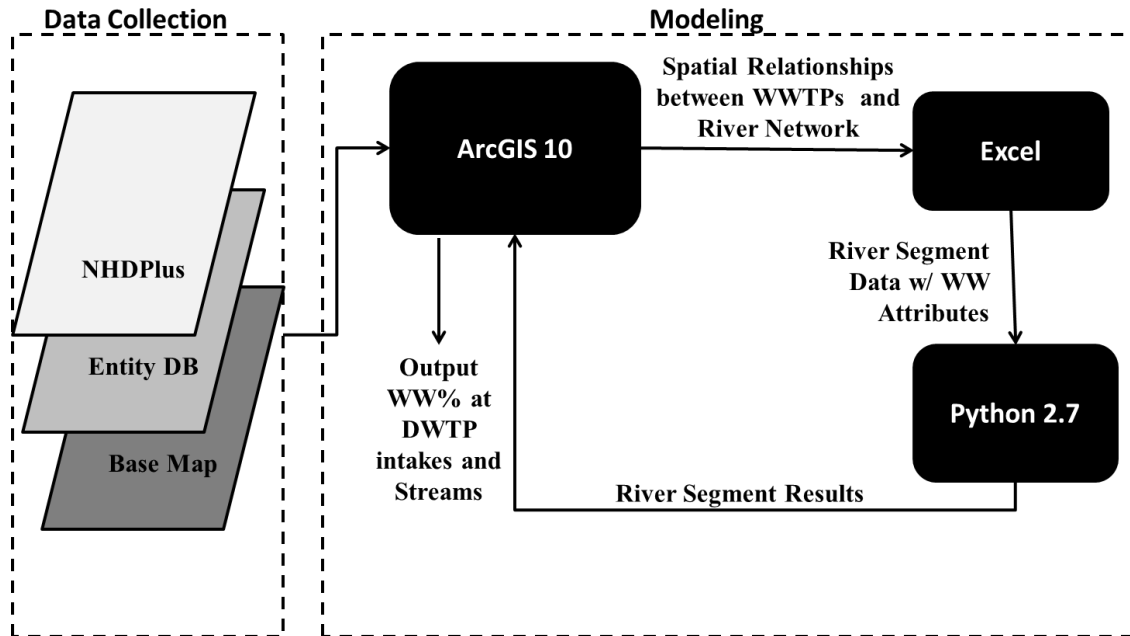 Data Collection
Modeling
NHDPlus
Entity DB
Base Map
ArcGIS 10
Spatial Relationships
between WWTPs and
River Network
Excel
River Segment
Data w/ WW
Attributes
Python 2.7
River Segment Results
Output
WW% at
DWTP
intakes and
Streams